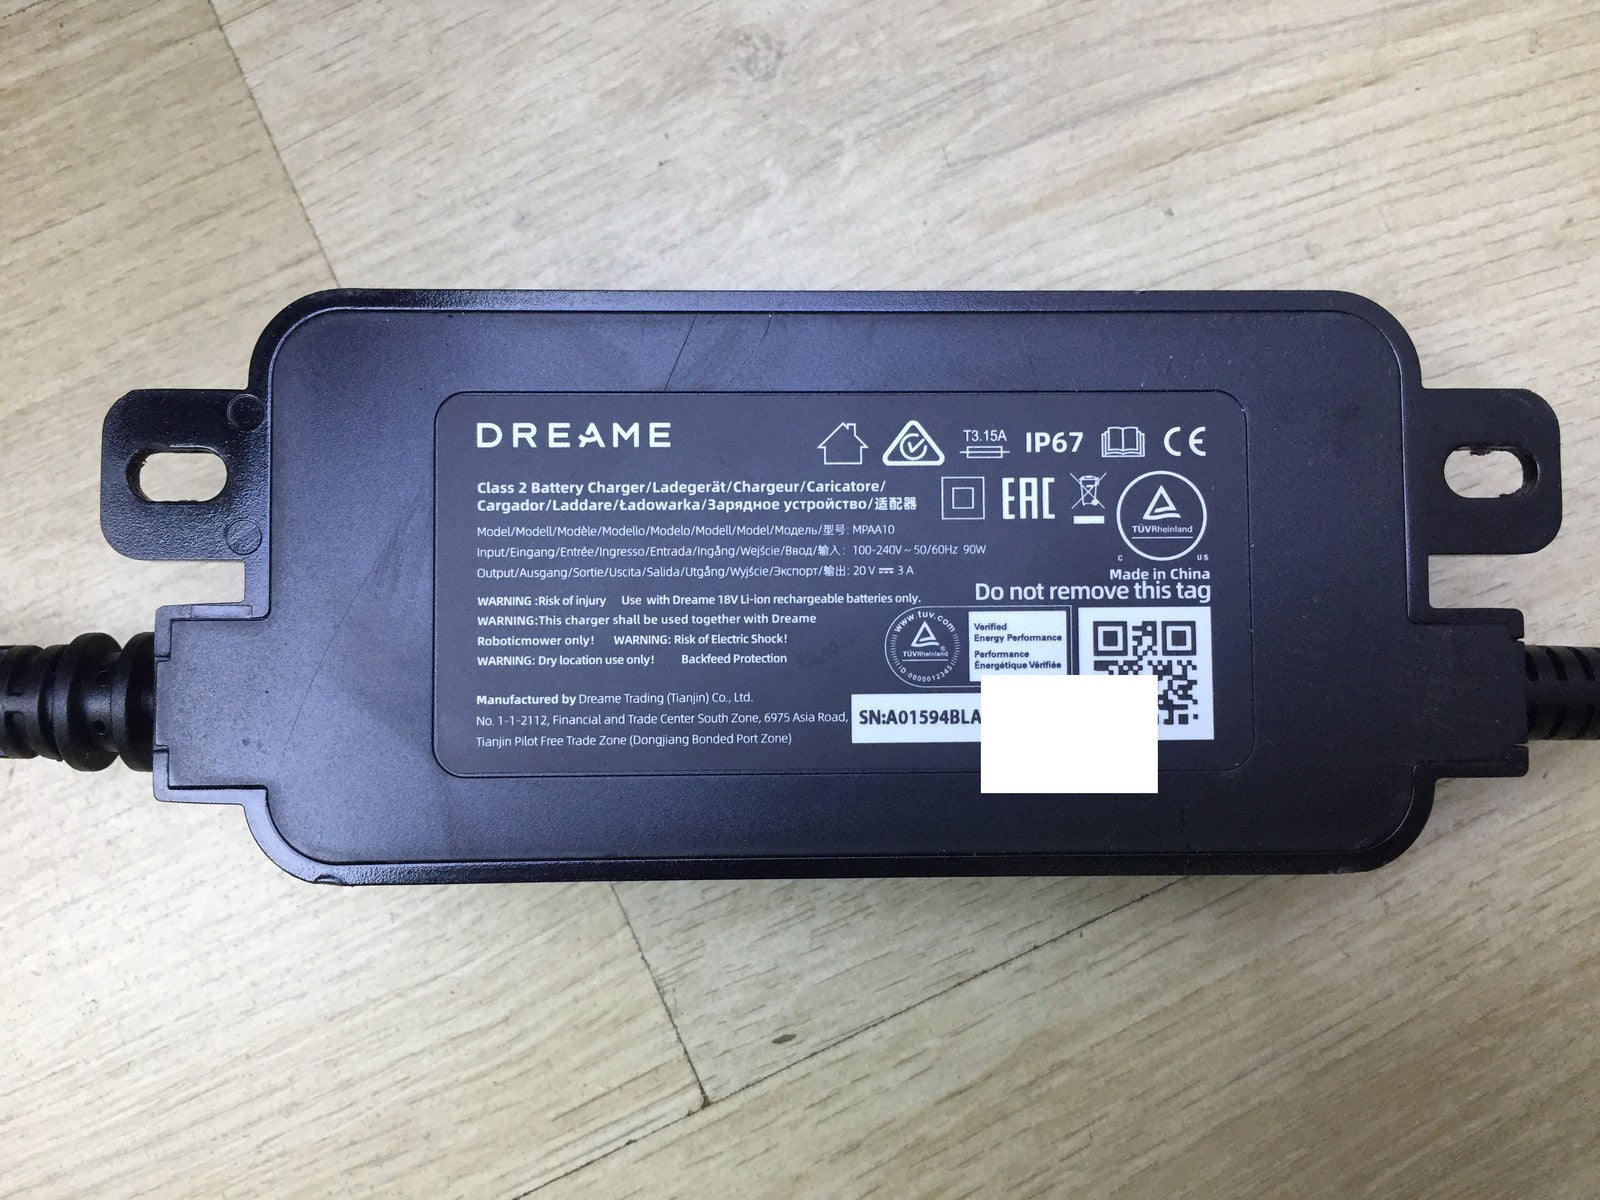 DREAME
T3.15A
IP67
CE
Class 2 Battery Charger/Ladegerät/Chargeur/Caricatore/
Cargador/Laddare/Ładowarka/Зарядное устройство/适配器
EAC
TÜVRheinland
C US
Model/Modell/Modèle/Modello/Modelo/Modell/Model/Модель/型号: MPAA10
Input/Eingang/Entrée/Ingresso/Entrada/Ingång/Wejście/Ввод/输入: 100-240V~50/60Hz 90W
Output/Ausgang/Sortie/Uscita/Salida/Utgång/Wyjście/Экспорт/输出: 20V⎓3A
Made in China
Do not remove this tag
WARNING :Risk of injury Use with Dreame 18V Li-ion rechargeable batteries only.
WARNING:This charger shall be used together with Dreame
Roboticmower only! WARNING: Risk of Electric Shock!
WARNING: Dry location use only! Backfeed Protection
www.tuv.com
TÜVRheinland®
ID 0000012345
Verified
Energy Performance
Performance
Énergétique Vérifiée
Manufactured by Dreame Trading (Tianjin) Co., Ltd.
No. 1-1-2112, Financial and Trade Center South Zone, 6975 Asia Road,
Tianjin Pilot Free Trade Zone (Dongjiang Bonded Port Zone)
SN:A01594BLA